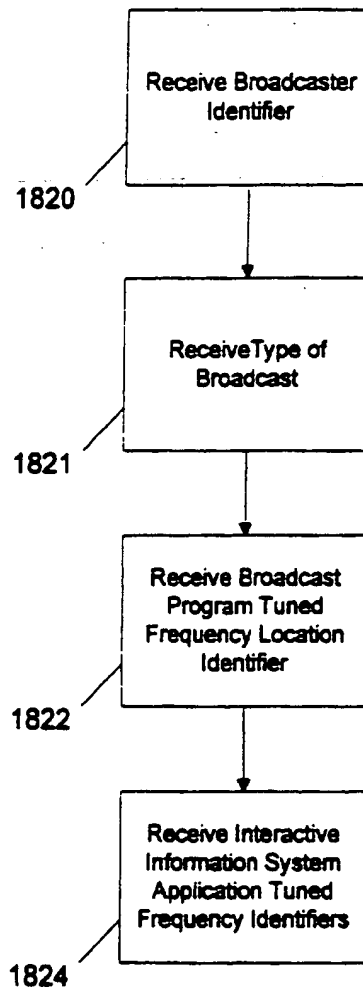 Receive Broadcaster
Identifier
1820
ReceiveType of
Broadcast
1821
Receive Broadcast
Program Tuned
Frequency Location
Identifier
1822
Receive Interactive
Information System
Application Tuned
Frequency Identifiers
1824